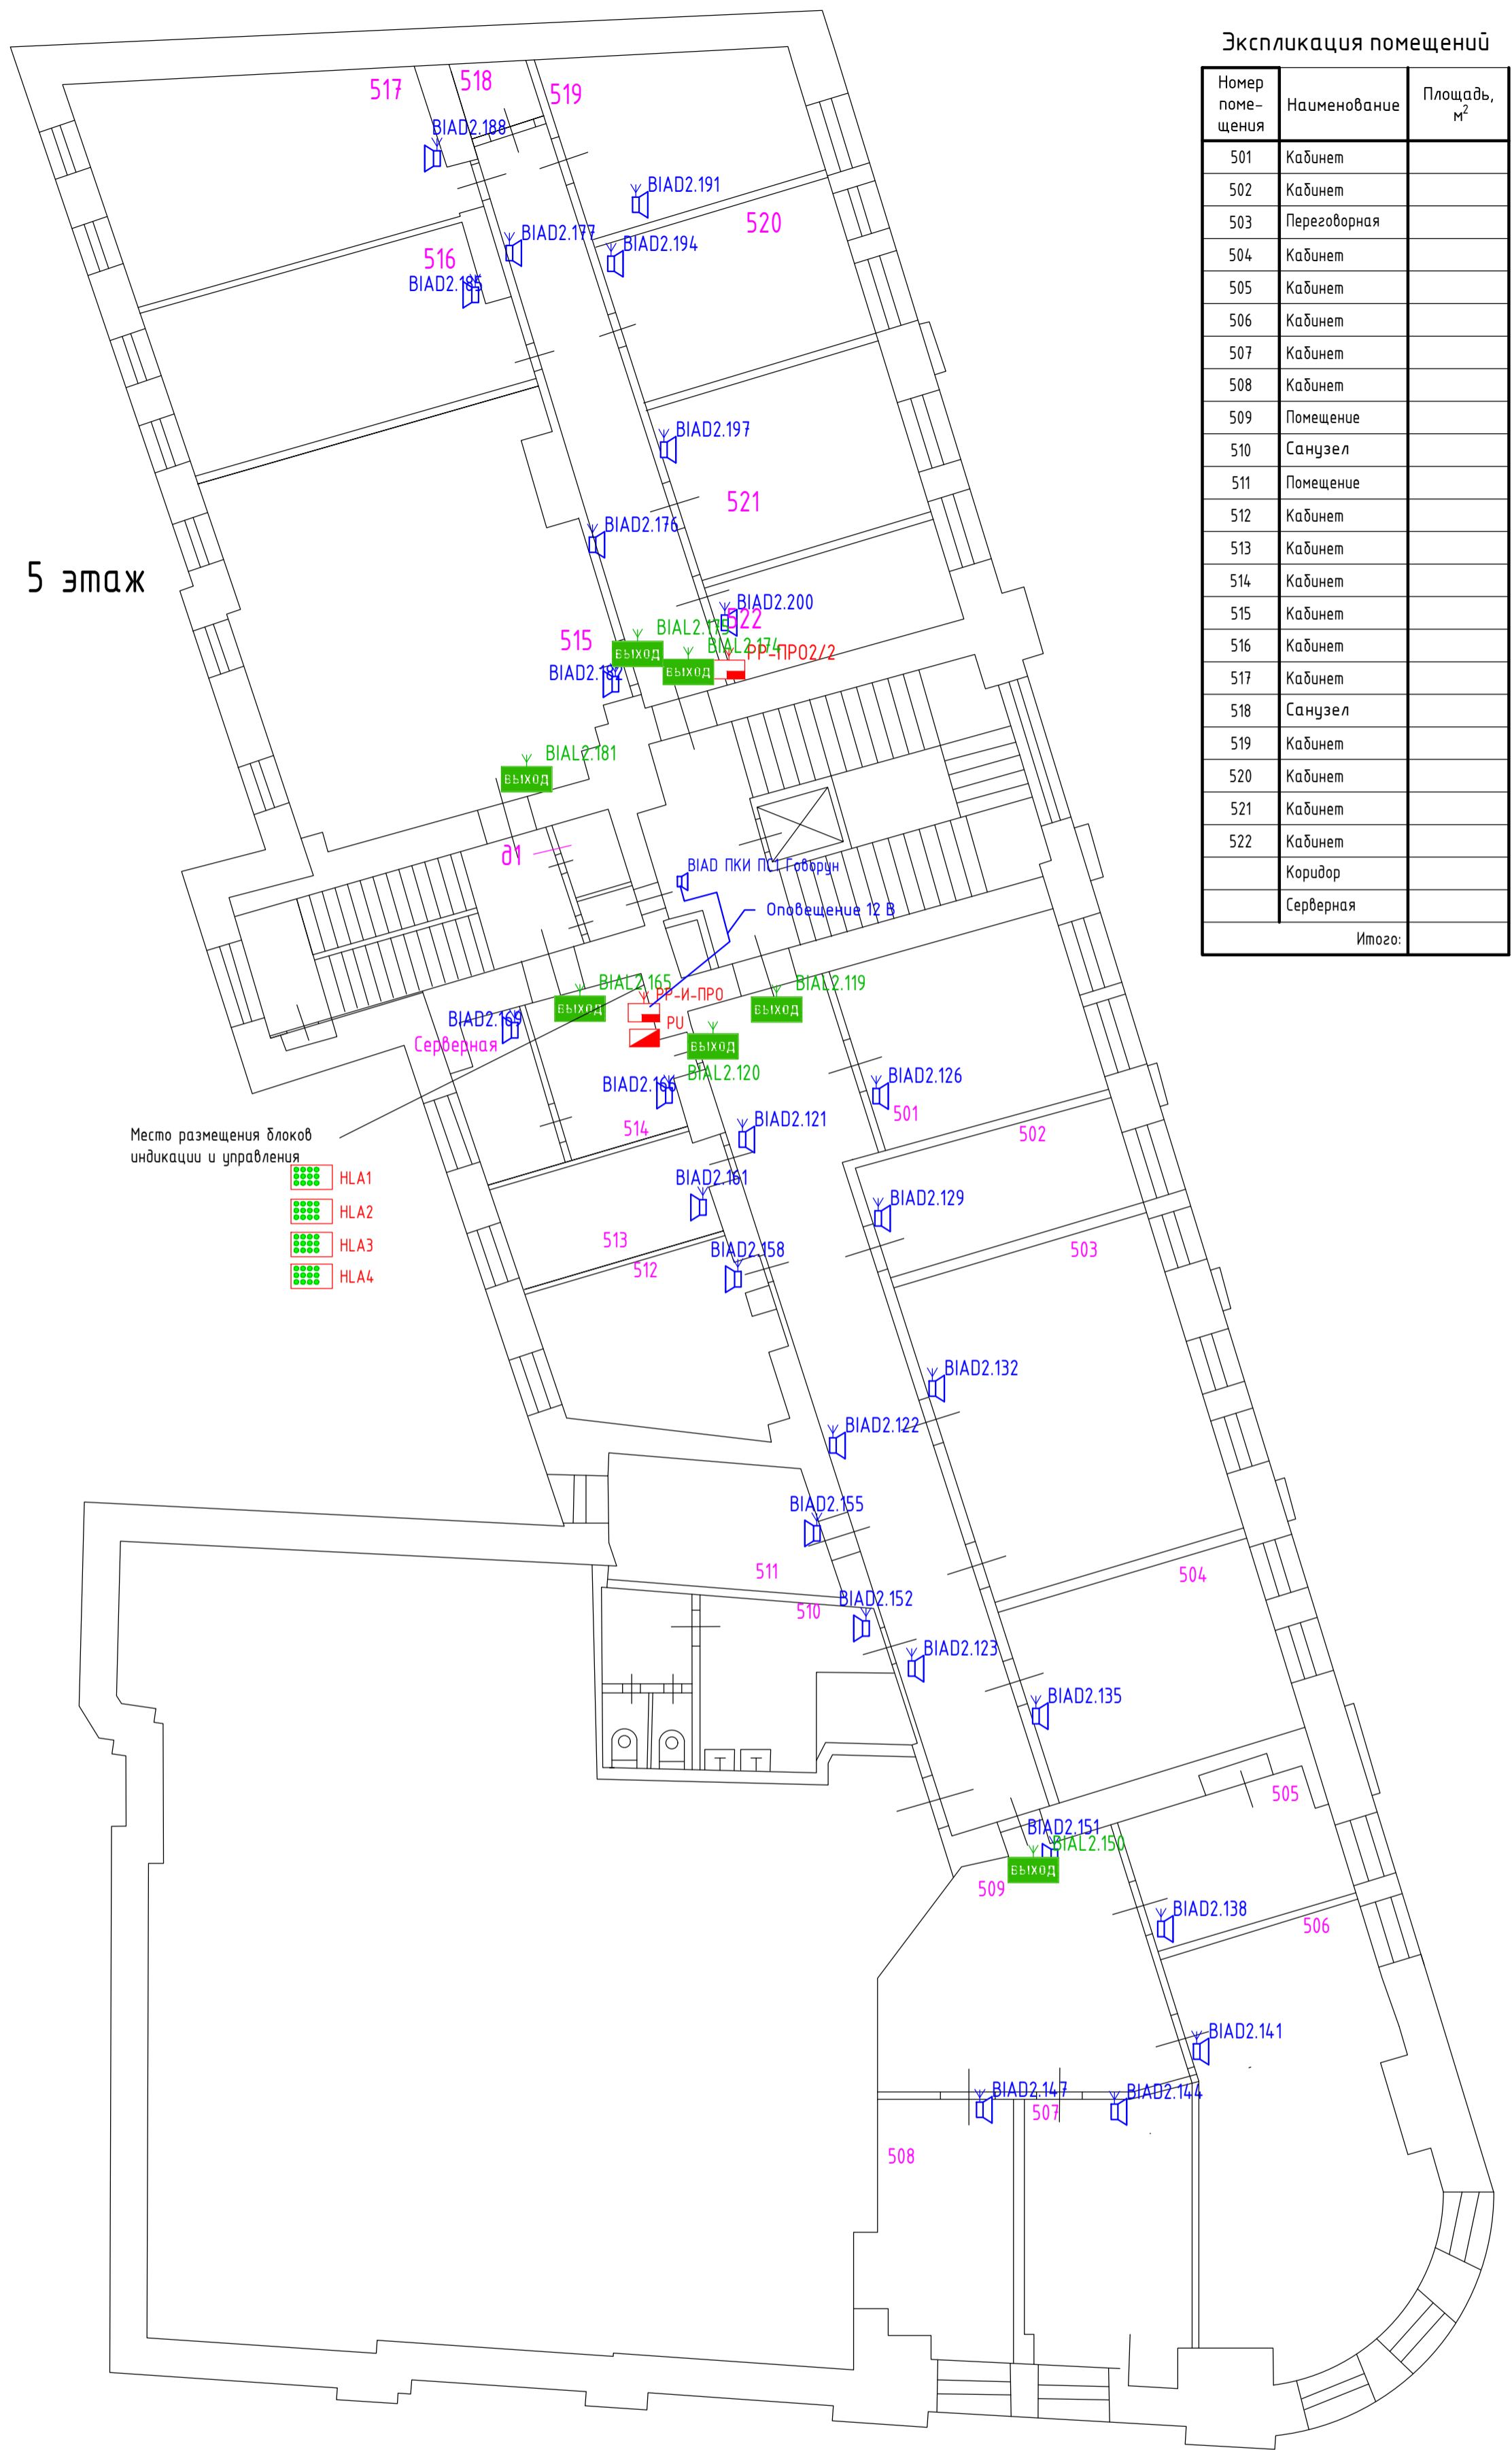 Экспликация помещений
Номер поме-щения Наименование Площадь, м²
501 Кабинет
502 Кабинет
503 Переговорная
504 Кабинет
505 Кабинет
506 Кабинет
507 Кабинет
508 Кабинет
509 Помещение
510 Санузел
511 Помещение
512 Кабинет
513 Кабинет
514 Кабинет
515 Кабинет
516 Кабинет
517 Кабинет
518 Санузел
519 Кабинет
520 Кабинет
521 Кабинет
522 Кабинет
Коридор
Серверная
Итого:
5 этаж
517
518
519
BIAD2.188
BIAD2.191
520
BIAD2.177
BIAD2.194
516
BIAD2.185
BIAD2.197
521
BIAD2.176
BIAD2.200
522
BIAL2.175
515
BIAL2.174
РР-ПРО2/2
ВЫХОД
ВЫХОД
BIAD2.182
BIAL2.181
ВЫХОД
д1
BIAD ПКИ ПС1 Говорун
Оповещение 12 В
BIAL2.165
BIAL2.119
РР-И-ПРО
ВЫХОД
ВЫХОД
BIAD2.169
PU
Серверная
ВЫХОД
BIAL2.120
BIAD2.166
BIAD2.126
501
BIAD2.121
514
502
Место размещения блоков
индикации и управления
HLA1
HLA2
HLA3
HLA4
BIAD2.161
BIAD2.129
513
BIAD2.158
503
512
BIAD2.132
BIAD2.122
BIAD2.155
511
504
BIAD2.152
510
BIAD2.123
BIAD2.135
505
BIAD2.151
BIAL2.150
ВЫХОД
509
BIAD2.138
506
BIAD2.141
BIAD2.147
BIAD2.144
507
508